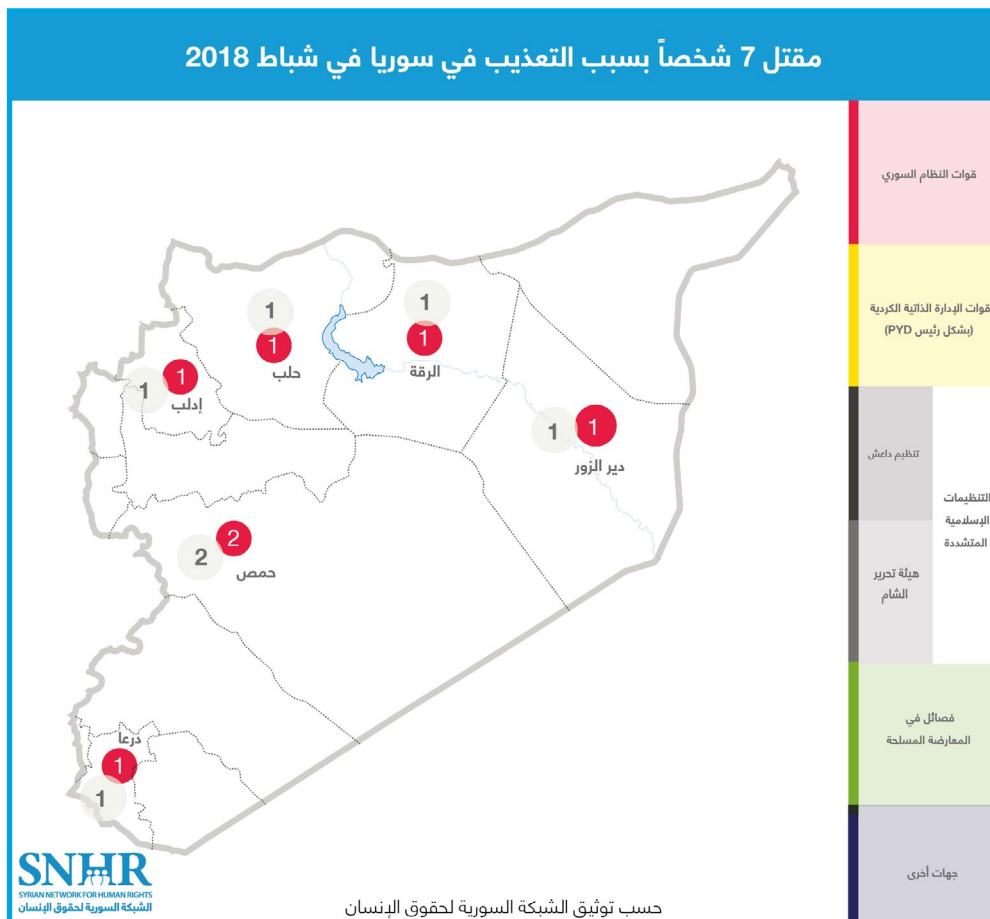 مقتل 7 شخصاً بسبب التعذيب في سوريا في شباط 2018
قوات النظام السوري
قوات الإدارة الذاتية الكردية
(بشكل رئيس PYD)
تنظيم داعش
هيئة تحرير
الشام
التنظيمات
الإسلامية
المتشددة
فصائل في
المعارضة المسلحة
جهات أخرى
1
1
الرقة
1
1
حلب
1
1
إدلب
1
1
دير الزور
2
2
حمص
درعا
1
1
SNHR
SYRIAN NETWORK FOR HUMAN RIGHTS
الشبكة السورية لحقوق الإنسان
حسب توثيق الشبكة السورية لحقوق الإنسان